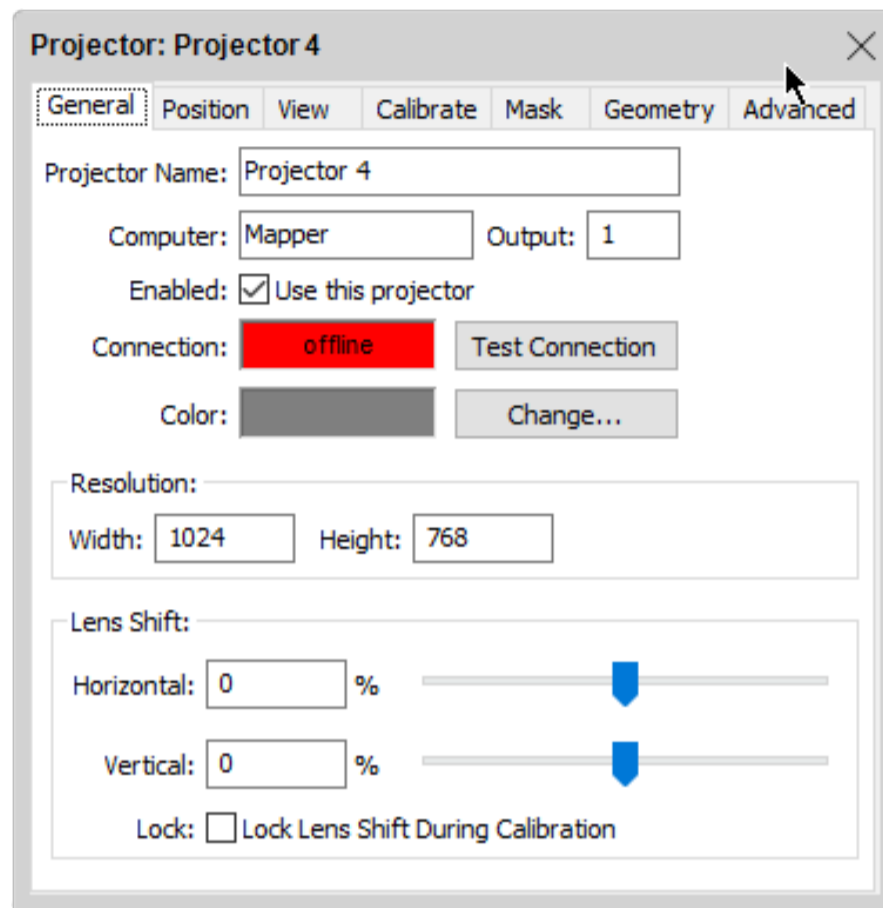 Projector: Projector 4
General Position View Calibrate Mask Geometry Advanced
Projector Name: Projector 4
Computer: Mapper Output: 1
Enabled: Use this projector
Connection: offline Test Connection
Color: Change...
Resolution:
Width: 1024 Height: 768
Lens Shift:
Horizontal: 0 %
Vertical: 0 %
Lock: Lock Lens Shift During Calibration